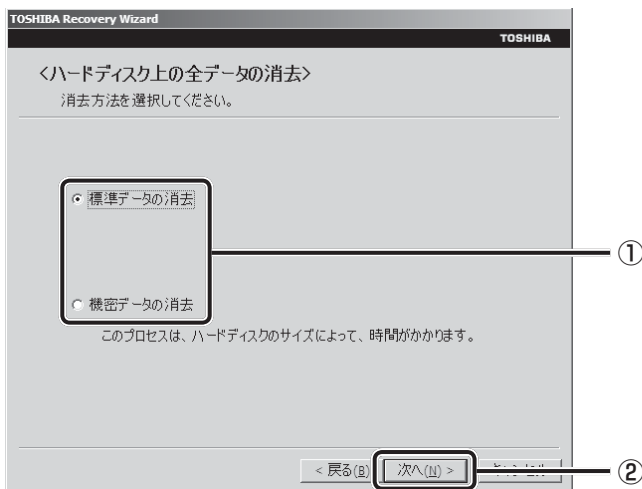 TOSHIBA Recovery Wizard
TOSHIBA
<ハードディスク上の全データの消去>
消去方法を選択してください。
標準データの消去
①
機密データの消去
このプロセスは、ハードディスクのサイズによって、時間がかかります。
< 戻る(B) 次へ(N) >
②